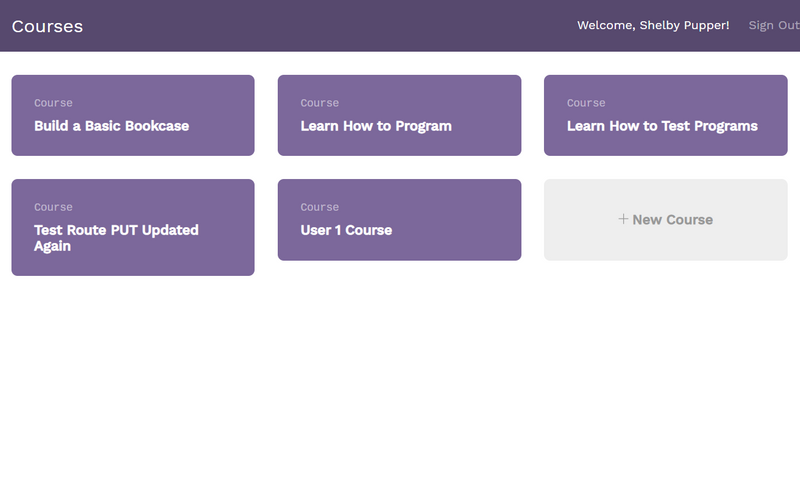 Courses
Welcome, Shelby Pupper!
Sign Out
Course
Build a Basic Bookcase
Course
Learn How to Program
Course
Learn How to Test Programs
Course
Test Route PUT Updated
Again
Course
User 1 Course
+ New Course